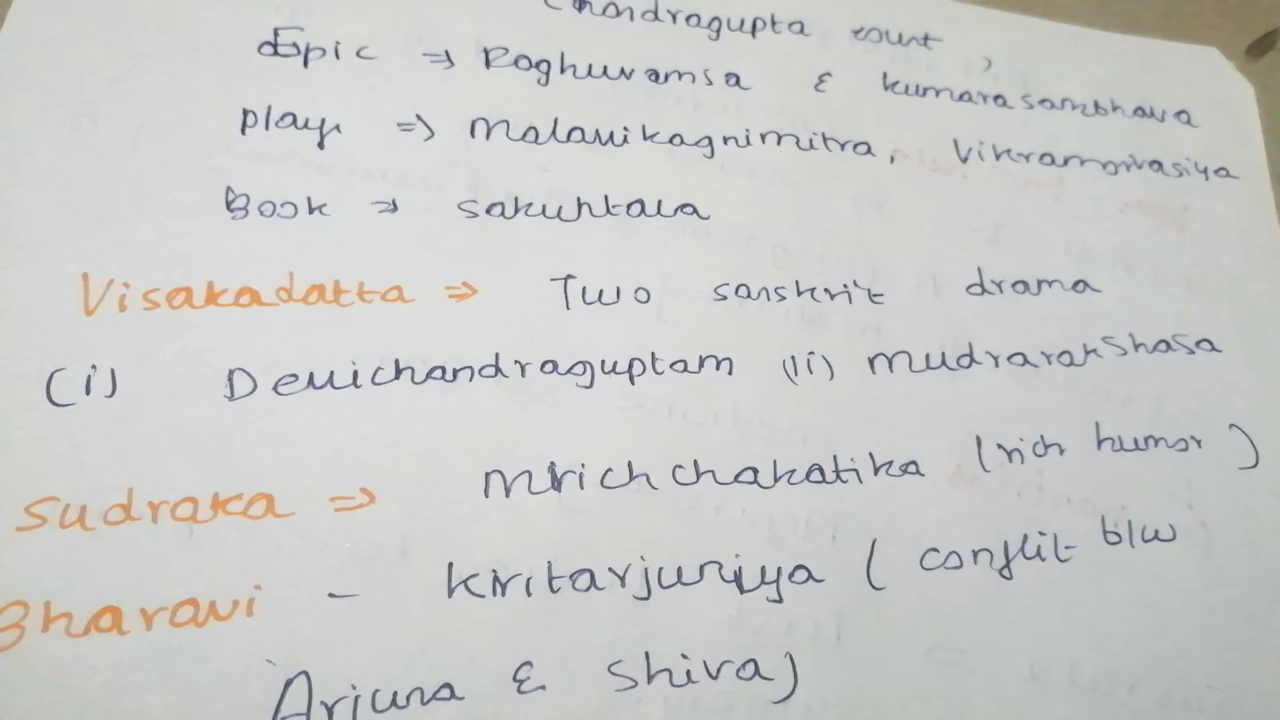 Chandragupta court,
Epic ⇒ Raghuvamsa & kumarasambhava
plays ⇒ malavikagnimitra, Vikramorvasiya
Book ⇒ sakuntala
Visakadatta ⇒ Two sanskrit drama
(i) Devichandraguptam (ii) mudrarakshasa
Sudraka ⇒ mrichchakatika (rich humor)
Bharavi - kiritarjuniya ( conflit b/w
Arjuna & shiva)